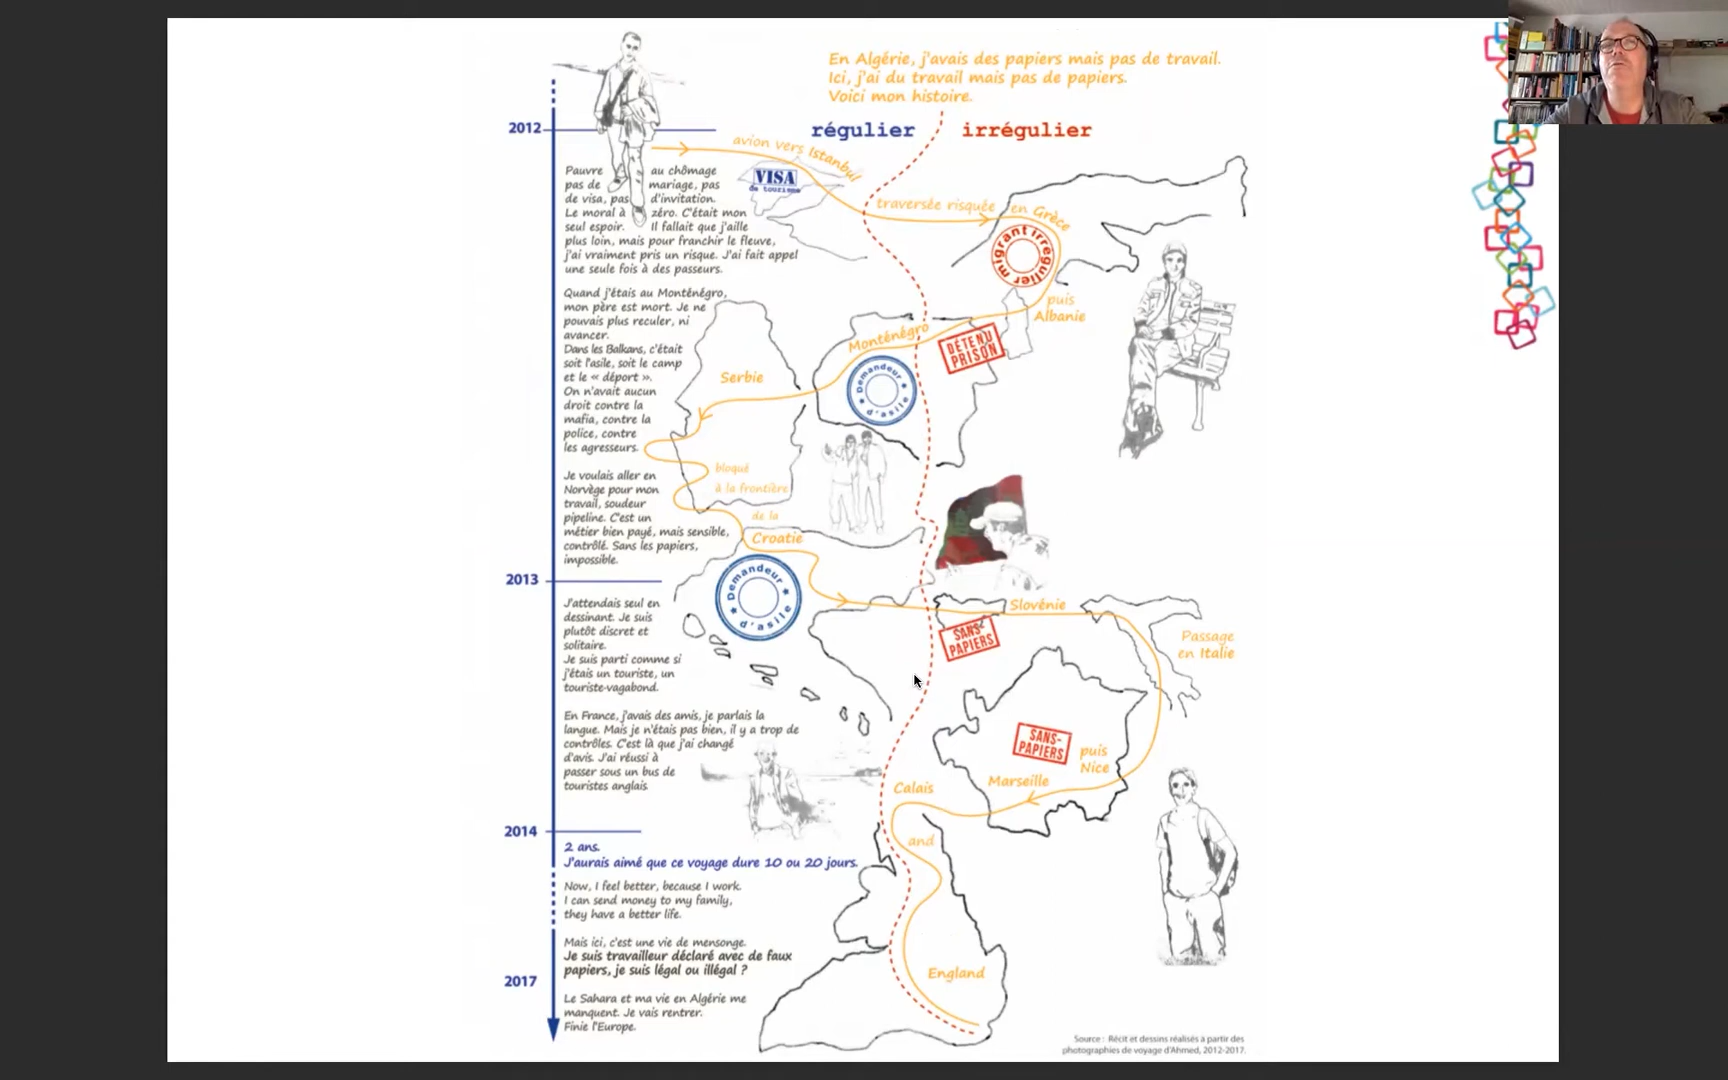 En Algérie, j'avais des papiers mais pas de travail.
Ici, j'ai du travail mais pas de papiers.
Voici mon histoire.
régulier
irrégulier
2012
avion vers Istanbul
VISA
de tourisme
traversée risquée en Grèce
migrant irrégulier
puis
Albanie
DÉTENU
PRISON
Monténégro
Demandeur
d'asile
Serbie
bloqué
à la frontière
de la
Croatie
Demandeur
d'asile
Slovénie
SANS-
PAPIERS
Passage
en Italie
SANS-
PAPIERS
puis
Nice
Marseille
Calais
and
England
Pauvre au chômage
pas de mariage, pas
de visa, pas d'invitation.
Le moral à zéro. C'était mon
seul espoir. Il fallait que j'aille
plus loin, mais pour franchir le fleuve,
j'ai vraiment pris un risque. J'ai fait appel
une seule fois à des passeurs.
Quand j'étais au Monténégro,
mon père est mort. Je ne
pouvais plus reculer, ni
avancer.
Dans les Balkans, c'était
soit l'asile, soit le camp
et le « déport ».
On n'avait aucun
droit contre la
mafia, contre la
police, contre
les agresseurs.
Je voulais aller en
Norvège pour mon
travail, soudeur
pipeline. C'est un
métier bien payé, mais sensible,
contrôlé. Sans les papiers,
impossible.
2013
J'attendais seul en
dessinant. Je suis
plutôt discret et
solitaire.
Je suis parti comme si
j'étais un touriste, un
touriste-vagabond.
En France, j'avais des amis, je parlais la
langue. Mais je n'étais pas bien, il y a trop de
contrôles. C'est là que j'ai changé
d'avis. J'ai réussi à
passer sous un bus de
touristes anglais
2014
2 ans.
J'aurais aimé que ce voyage dure 10 ou 20 jours.
Now, I feel better, because I work.
I can send money to my family,
they have a better life.
Mais ici, c'est une vie de mensonge.
Je suis travailleur déclaré avec de faux
papiers, je suis légal ou illégal ?
2017
Le Sahara et ma vie en Algérie me
manquent. Je vais rentrer.
Finie l'Europe.
Source : Récit et dessins réalisés à partir des
photographies de voyage d'Ahmed, 2012-2017.